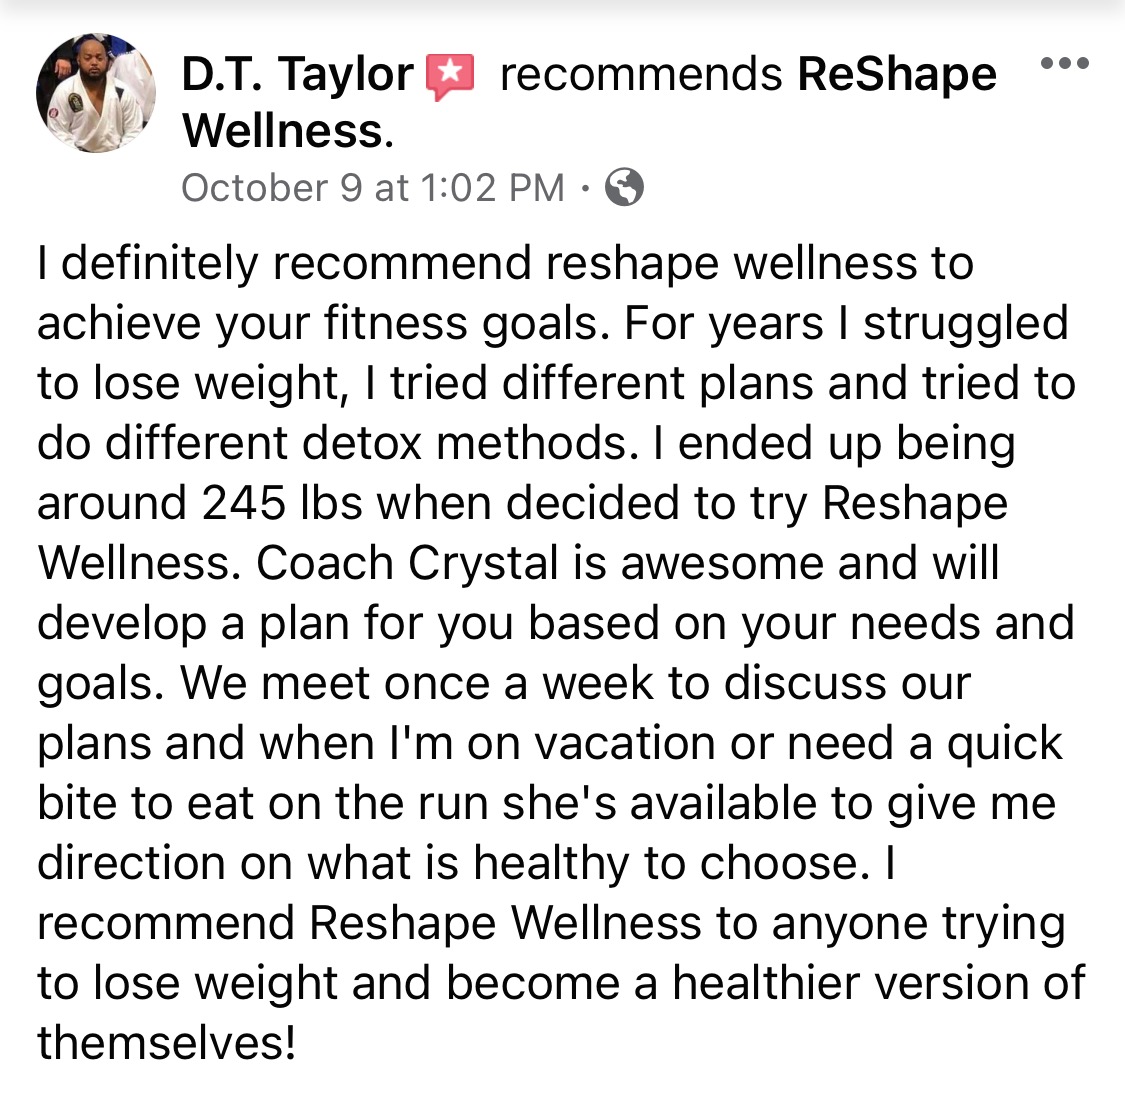 D.T. Taylor recommends ReShape
Wellness.
October 9 at 1:02 PM ·
I definitely recommend reshape wellness to
achieve your fitness goals. For years I struggled
to lose weight, I tried different plans and tried to
do different detox methods. I ended up being
around 245 lbs when decided to try Reshape
Wellness. Coach Crystal is awesome and will
develop a plan for you based on your needs and
goals. We meet once a week to discuss our
plans and when I'm on vacation or need a quick
bite to eat on the run she's available to give me
direction on what is healthy to choose. I
recommend Reshape Wellness to anyone trying
to lose weight and become a healthier version of
themselves!